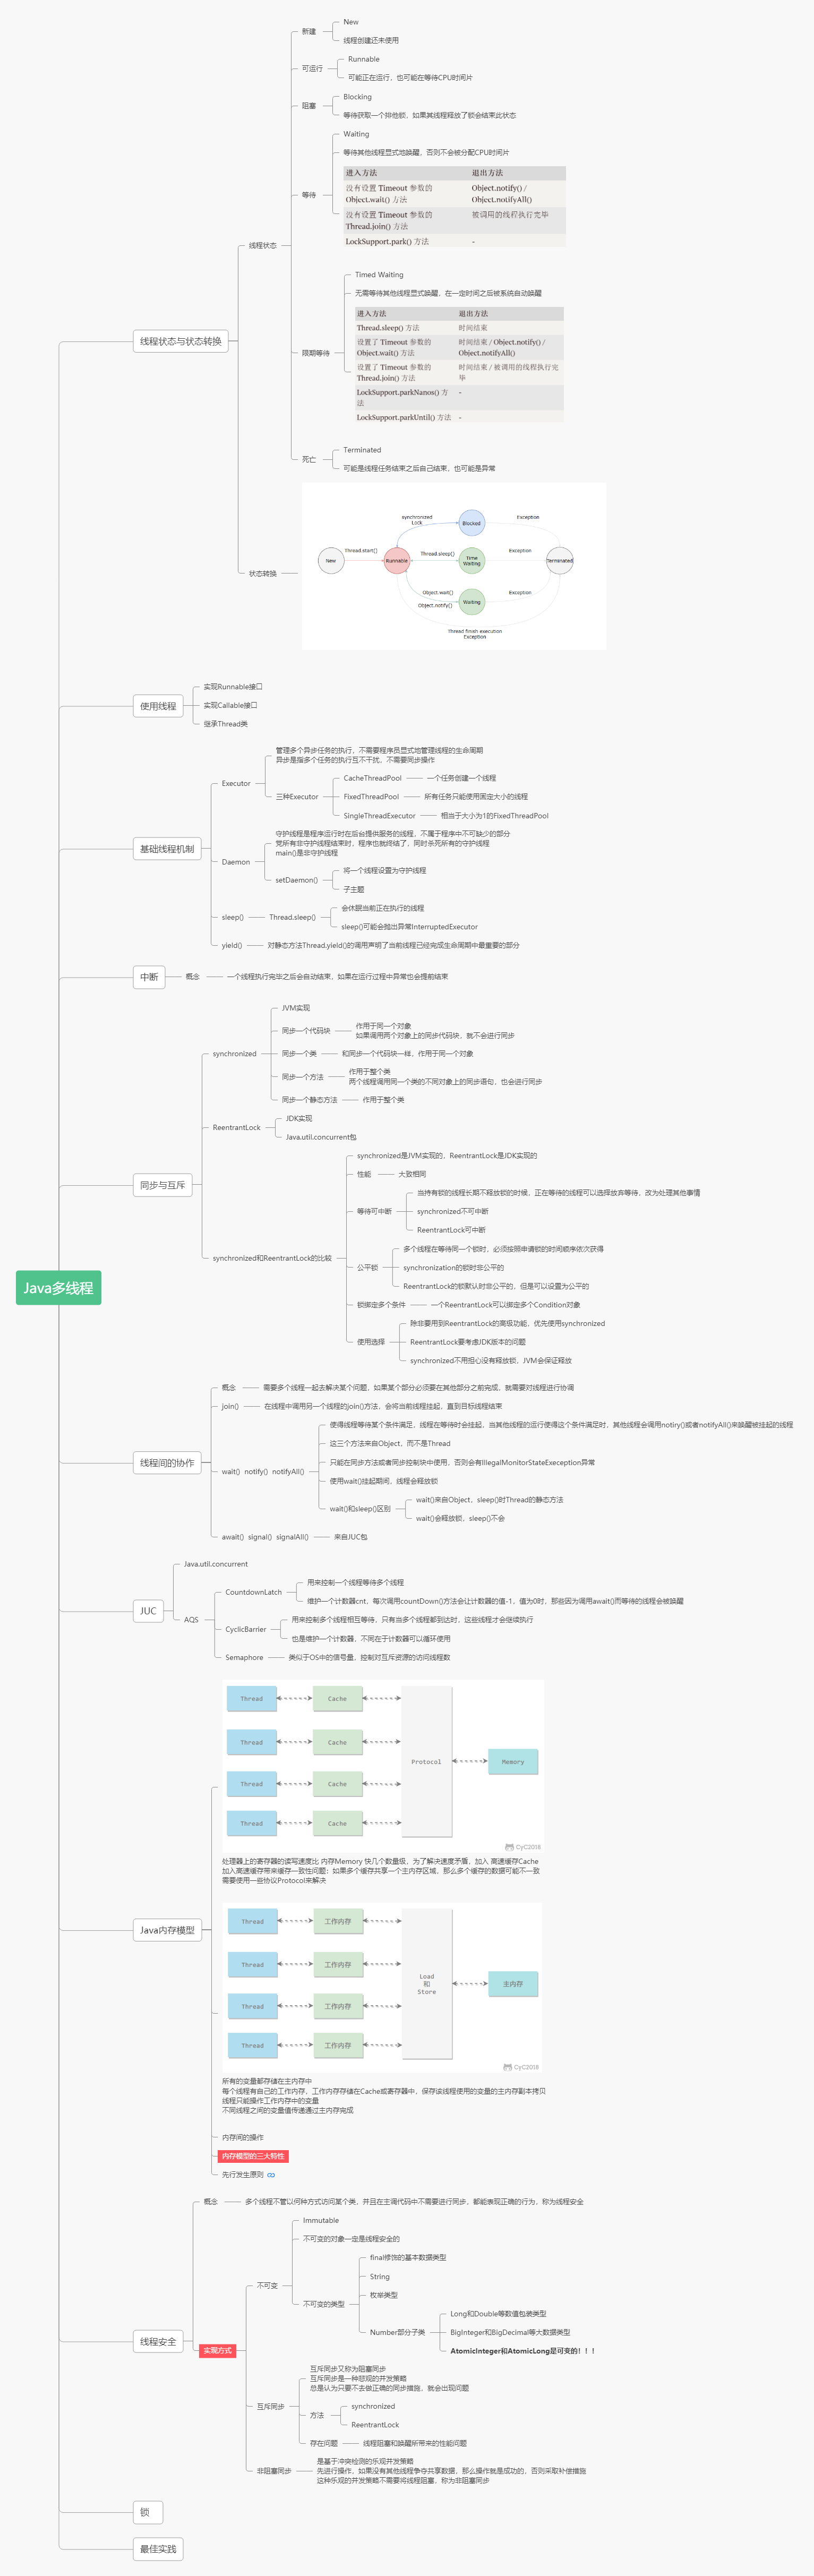 Java多线程
线程状态与状态转换
线程状态
新建
New
线程创建还未使用
可运行
Runnable
可能正在运行，也可能在等待CPU时间片
阻塞
Blocking
等待获取一个排他锁，如果其线程释放了锁会结束此状态
等待
Waiting
等待其他线程显式地唤醒，否则不会被分配CPU时间片
进入方法 退出方法
没有设置 Timeout 参数的 Object.notify() /
Object.wait() 方法 Object.notifyAll()
没有设置 Timeout 参数的 被调用的线程执行完毕
Thread.join() 方法
LockSupport.park() 方法 -
限期等待
Timed Waiting
无需等待其他线程显式唤醒，在一定时间之后被系统自动唤醒
进入方法 退出方法
Thread.sleep() 方法 时间结束
设置了 Timeout 参数的 时间结束 / Object.notify() /
Object.wait() 方法 Object.notifyAll()
设置了 Timeout 参数的 时间结束 / 被调用的线程执行完
Thread.join() 方法 毕
LockSupport.parkNanos() 方 -
法
LockSupport.parkUntil() 方法 -
死亡
Terminated
可能是线程任务结束之后自己结束，也可能是异常
状态转换
synchronized
Lock
Blocked
Exception
New
Thread.start()
Runnable
Thread.sleep()
Time
Waiting
Exception
Terminated
Object.wait()
Object.notify()
Waiting
Exception
Thread finish execution
Exception
使用线程
实现Runnable接口
实现Callable接口
继承Thread类
基础线程机制
Executor
管理多个异步任务的执行，不需要程序员显式地管理线程的生命周期
异步是指多个任务的执行互不干扰，不需要同步操作
三种Executor
CacheThreadPool
一个任务创建一个线程
FixedThreadPool
所有任务只能使用固定大小的线程
SingleThreadExecutor
相当于大小为1的FixedThreadPool
Daemon
守护线程是程序运行时在后台提供服务的线程，不属于程序中不可缺少的部分
党所有非守护线程结束时，程序也就终结了，同时杀死所有的守护线程
main()是非守护线程
setDaemon()
将一个线程设置为守护线程
子主题
sleep()
Thread.sleep()
会休眠当前正在执行的线程
sleep()可能会抛出异常InterruptedExecutor
yield()
对静态方法Thread.yield()的调用声明了当前线程已经完成生命周期中最重要的部分
中断
概念
一个线程执行完毕之后会自动结束，如果在运行过程中异常也会提前结束
同步与互斥
synchronized
JVM实现
同步一个代码块
作用于同一个对象
如果调用两个对象上的同步代码块，就不会进行同步
同步一个类
和同步一个代码块一样，作用于同一个对象
同步一个方法
作用于整个类
两个线程调用同一个类的不同对象上的同步语句，也会进行同步
同步一个静态方法
作用于整个类
ReentrantLock
JDK实现
Java.util.concurrent包
synchronized和ReentrantLock的比较
synchronized是JVM实现的，ReentrantLock是JDK实现的
性能
大致相同
等待可中断
当持有锁的线程长期不释放锁的时候，正在等待的线程可以选择放弃等待，改为处理其他事情
synchronized不可中断
ReentrantLock可中断
公平锁
多个线程在等待同一个锁时，必须按照申请锁的时间顺序依次获得
synchronization的锁时非公平的
ReentrantLock的锁默认时非公平的，但是可以设置为公平的
锁绑定多个条件
一个ReentrantLock可以绑定多个Condition对象
使用选择
除非要用到ReentrantLock的高级功能，优先使用synchronized
ReentrantLock要考虑JDK版本的问题
synchronized不用担心没有释放锁，JVM会保证释放
线程间的协作
概念
需要多个线程一起去解决某个问题，如果某个部分必须要在其他部分之前完成，就需要对线程进行协调
join()
在线程中调用另一个线程的join()方法，会将当前线程挂起，直到目标线程结束
wait() notify() notifyAll()
使得线程等待某个条件满足，线程在等待时会挂起，当其他线程的运行使得这个条件满足时，其他线程会调用notiry()或者notifyAll()来唤醒被挂起的线程
这三个方法来自Object，而不是Thread
只能在同步方法或者同步控制块中使用，否则会有IllegalMonitorStateExeception异常
使用wait()挂起期间，线程会释放锁
wait()和sleep()区别
wait()来自Object，sleep()时Thread的静态方法
wait()会释放锁，sleep()不会
await() signal() signalAll()
来自JUC包
JUC
Java.util.concurrent
AQS
CountdownLatch
用来控制一个线程等待多个线程
维护一个计数器cnt，每次调用countDown()方法会让计数器的值-1，值为0时，那些因为调用await()而等待的线程会被唤醒
CyclicBarrier
用来控制多个线程相互等待，只有当多个线程都到达时，这些线程才会继续执行
也是维护一个计数器，不同在于计数器可以循环使用
Semaphore
类似于OS中的信号量，控制对互斥资源的访问线程数
Java内存模型
Thread Cache
Thread Cache
Protocol Memory
Thread Cache
Thread Cache
CyC2018
处理器上的寄存器的读写速度比 内存Memory 快几个数量级，为了解决速度矛盾，加入 高速缓存Cache
加入高速缓存带来缓存一致性问题：如果多个缓存共享一个主内存区域，那么多个缓存的数据可能不一致
需要使用一些协议Protocol来解决
Thread 工作内存
Thread 工作内存
Load
和
Store
主内存
Thread 工作内存
Thread 工作内存
CyC2018
所有的变量都存储在主内存中
每个线程有自己的工作内存，工作内存存储在Cache或寄存器中，保存该线程使用的变量的主内存副本拷贝
线程只能操作工作内存中的变量
不同线程之间的变量值传递通过主内存完成
内存间的操作
内存模型的三大特性
先行发生原则
线程安全
概念
多个线程不管以何种方式访问某个类，并且在主调代码中不需要进行同步，都能表现正确的行为，称为线程安全
实现方式
不可变
Immutable
不可变的对象一定是线程安全的
不可变的类型
final修饰的基本数据类型
String
枚举类型
Number部分子类
Long和Double等数值包装类型
BigInteger和BigDecimal等大数据类型
AtomicInteger和AtomicLong是可变的！！！
互斥同步
互斥同步又称为阻塞同步
互斥同步是一种悲观的并发策略
总是认为只要不去做正确的同步措施，就会出现问题
方法
synchronized
ReentrantLock
存在问题
线程阻塞和唤醒所带来的性能问题
非阻塞同步
是基于冲突检测的乐观并发策略
先进行操作，如果没有其他线程争夺共享数据，那么操作就是成功的，否则采取补偿措施
这种乐观的并发策略不需要将线程阻塞，称为非阻塞同步
锁
最佳实践